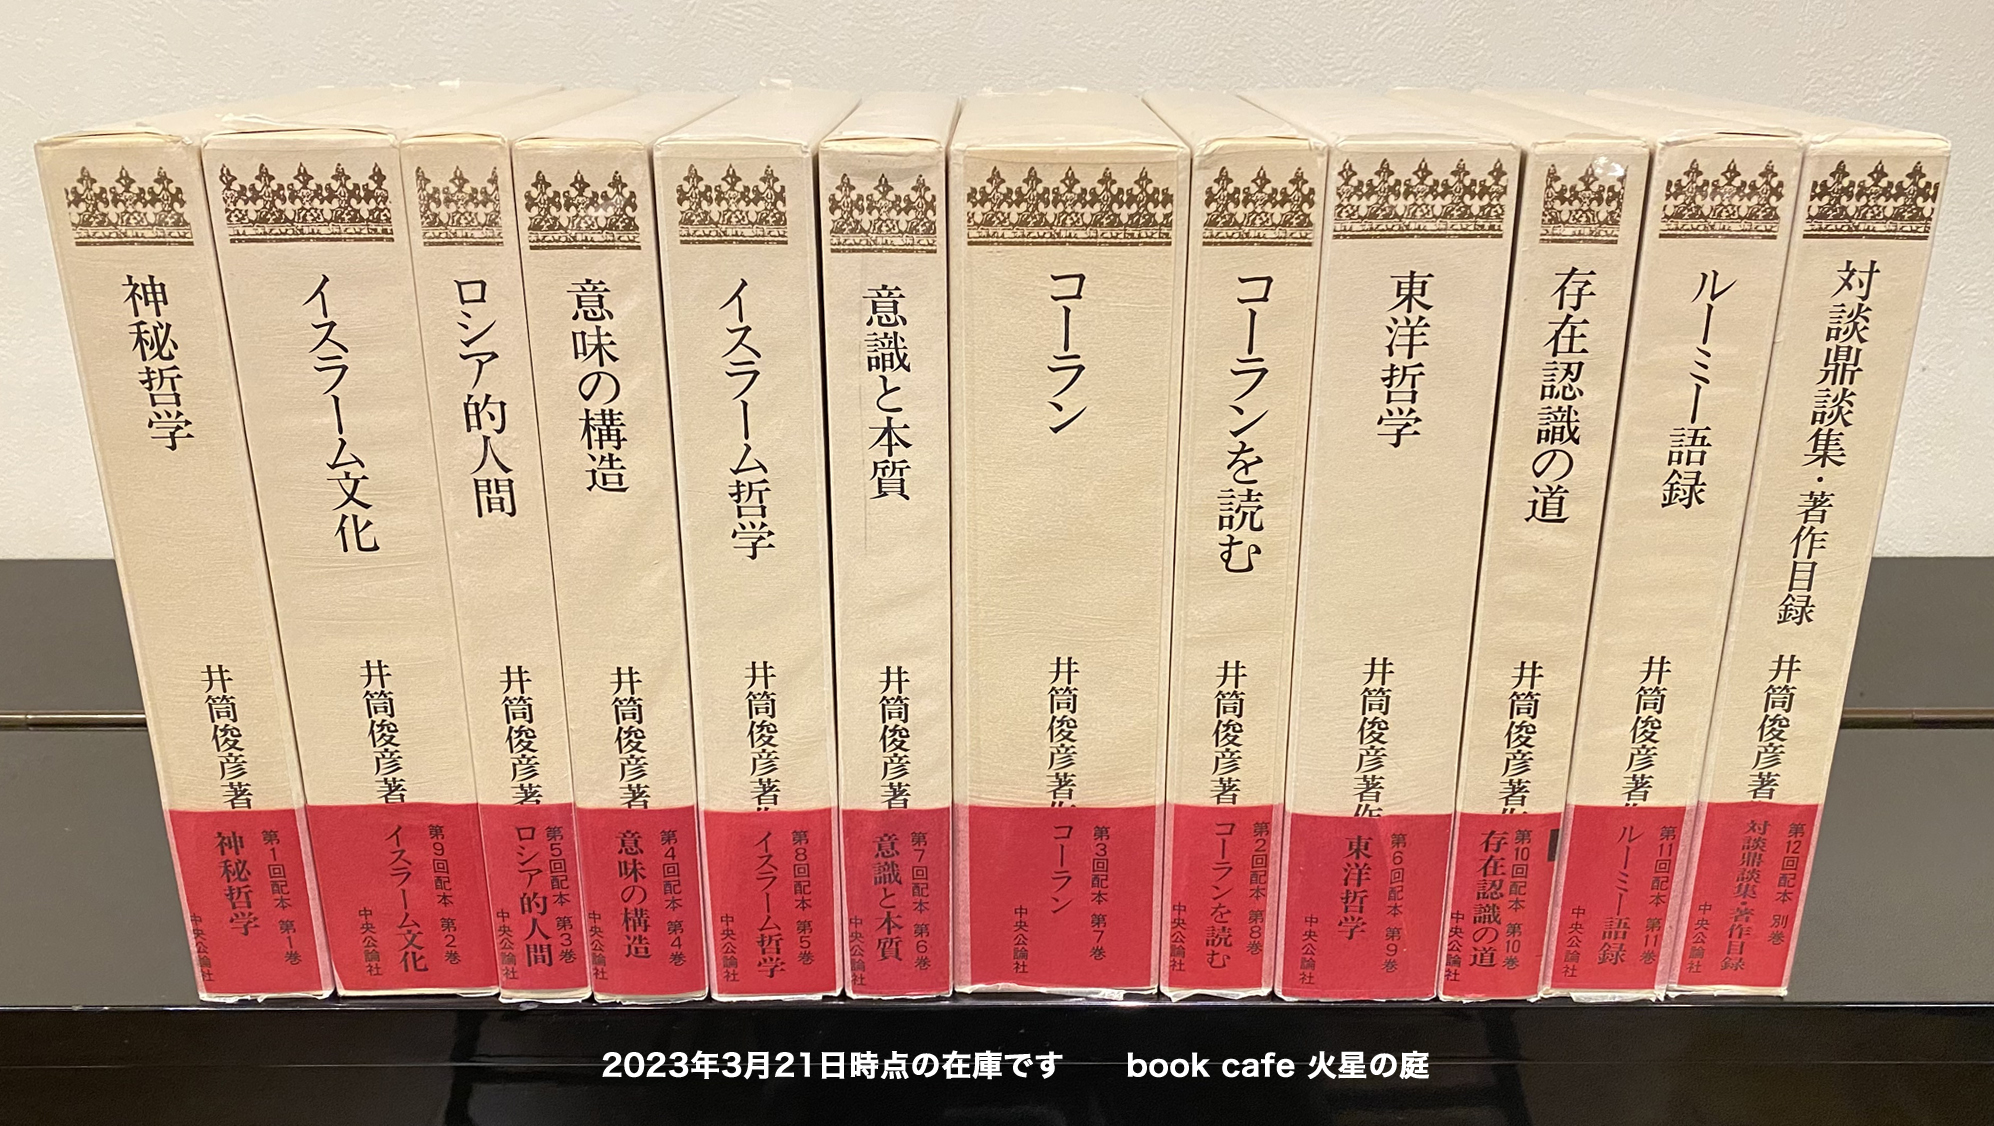 神秘哲学
井筒俊彦著
第1回配本 第1巻
神秘哲学
中央公論社
イスラーム文化
井筒俊彦著
第9回配本 第2巻
イスラーム文化
中央公論社
ロシア的人間
井筒俊彦著
第5回配本 第3巻
ロシア的人間
中央公論社
意味の構造
井筒俊彦著
第4回配本 第4巻
意味の構造
中央公論社
イスラーム哲学
井筒俊彦著作
第8回配本 第5巻
イスラーム哲学
中央公論社
意識と本質
井筒俊彦著
第7回配本 第6巻
意識と本質
中央公論社
コーラン
井筒俊彦著作
第3回配本 第7巻
コーラン
中央公論社
コーランを読む
井筒俊彦著
第2回配本 第8巻
コーランを読む
中央公論社
東洋哲学
井筒俊彦著作
第6回配本 第9巻
東洋哲学
中央公論社
存在認識の道
井筒俊彦著作
第10回配本 第10巻
存在認識の道
中央公論社
ルーミー語録
井筒俊彦著作
第11回配本 第11巻
ルーミー語録
中央公論社
対談鼎談集・著作目録
井筒俊彦著
第12回配本 別巻
対談鼎談集・著作目録
中央公論社
2023年3月21日時点の在庫です book cafe 火星の庭